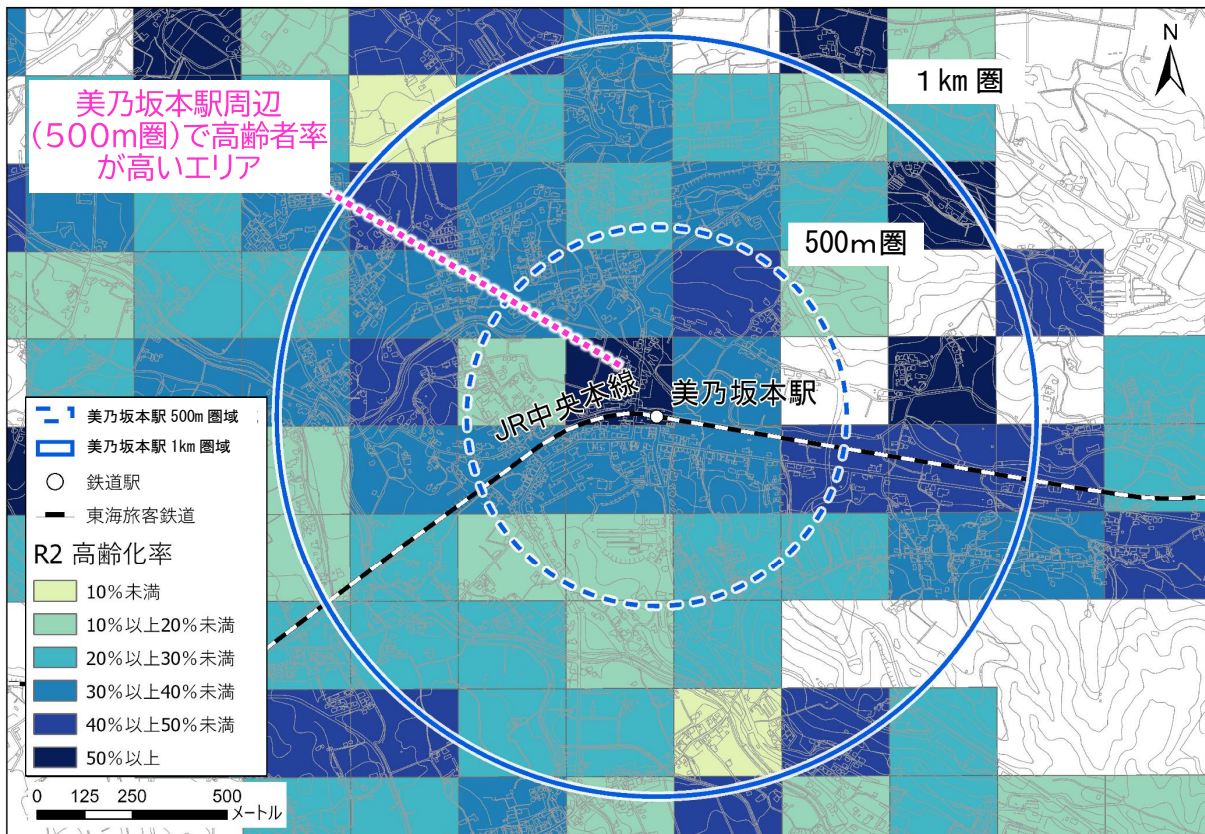 N
1km圏
美乃坂本駅周辺
(500m圏)で高齢者率
が高いエリア
500m圏
JR中央本線
美乃坂本駅
美乃坂本駅 500m 圏域
美乃坂本駅 1km 圏域
鉄道駅
東海旅客鉄道
R2 高齢化率
10%未満
10%以上20%未満
20%以上30%未満
30%以上40%未満
40%以上50%未満
50%以上
0 125 250 500
メートル